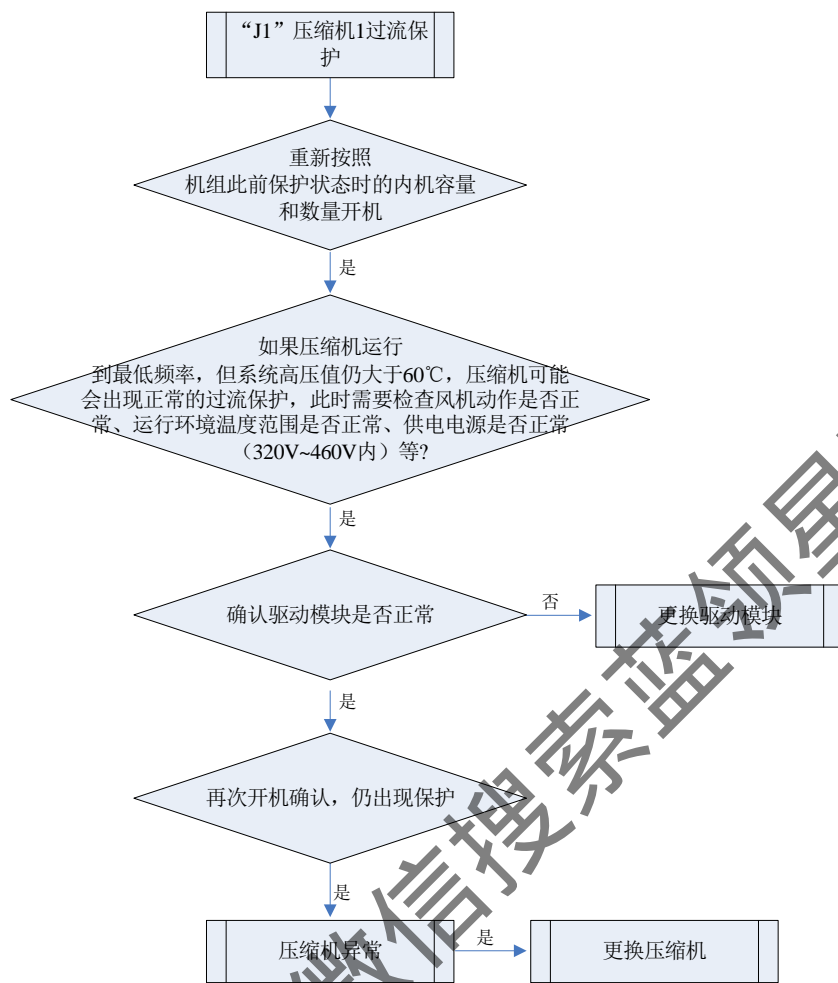 “J1”压缩机1过流保
护
重新按照
机组此前保护状态时的内机容量
和数量开机
是
如果压缩机运行
到最低频率，但系统高压值仍大于60℃，压缩机可能
会出现正常的过流保护，此时需要检查风机动作是否正
常、运行环境温度范围是否正常、供电电源是否正常
（320V~460V内）等?
是
确认驱动模块是否正常
否
更换驱动模块
是
再次开机确认，仍出现保护
是
压缩机异常
是
更换压缩机
微信搜索蓝领星